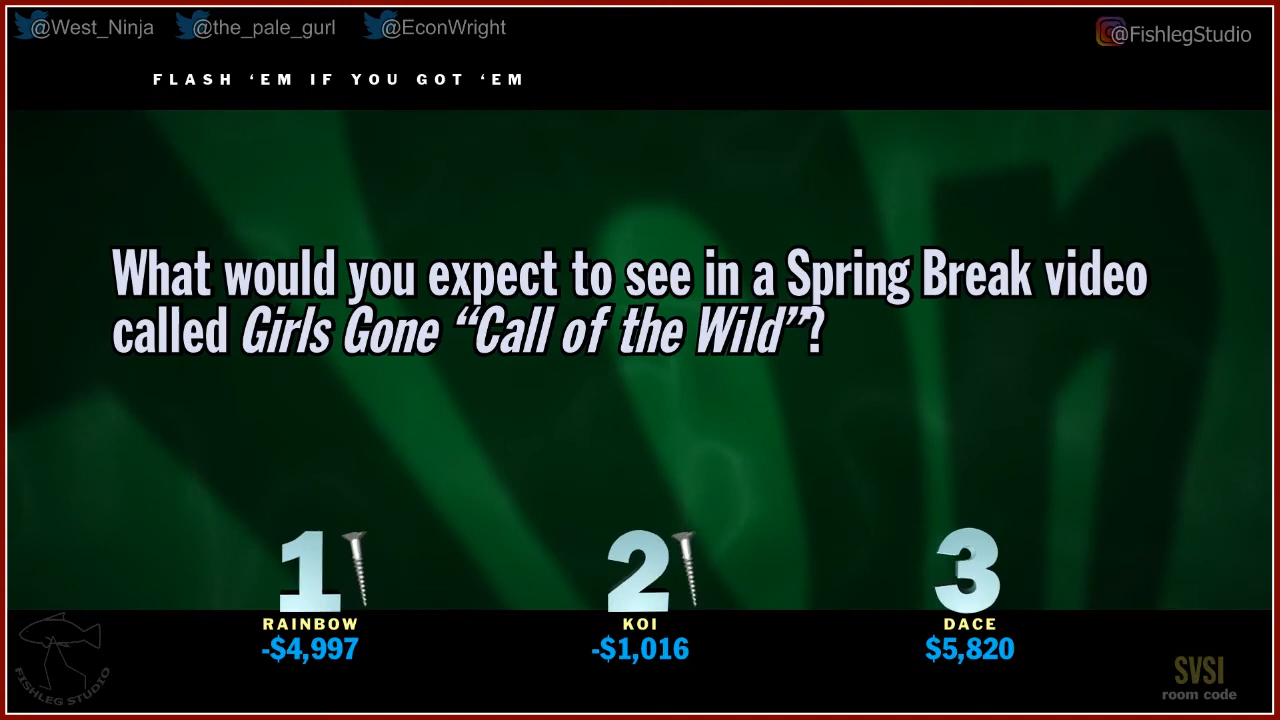 @West_Ninja @the_pale_gurl @EconWright
@FishlegStudio
FLASH ‘EM IF YOU GOT ‘EM
What would you expect to see in a Spring Break video
called Girls Gone “Call of the Wild”?
1 2 3
RAINBOW KOI DACE
-$4,997 -$1,016 $5,820
FISHLEG STUDIO
SVSI
room code